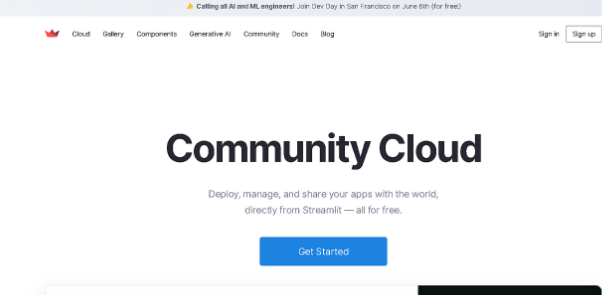 Calling all AI and ML engineers! Join Dev Day in San Francisco on June 6th (for free)
Cloud Gallery Components Generative AI Community Docs Blog Sign in Sign up
Community Cloud
Deploy, manage, and share your apps with the world,
directly from Streamlit — all for free.
Get Started